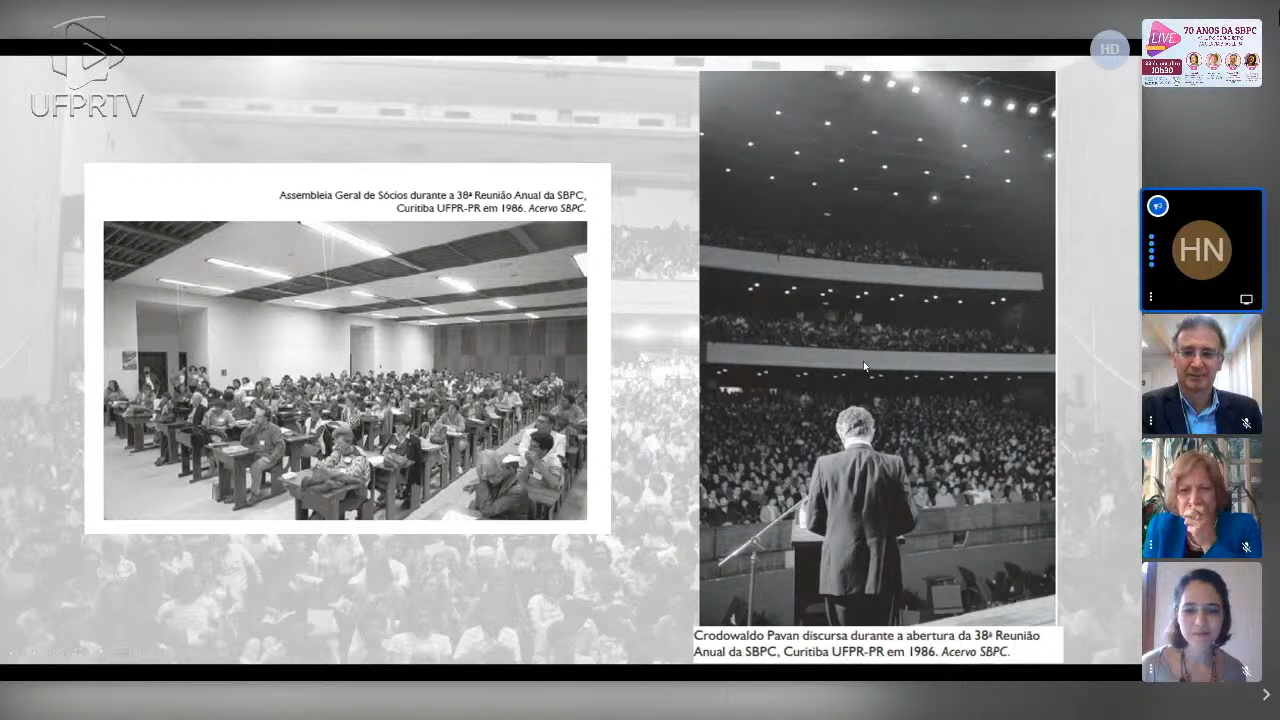 UFPRTV
HD
LIVE
70 ANOS DA SBPC
10h30
Assembleia Geral de Sócios durante a 38ª Reunião Anual da SBPC,
Curitiba UFPR-PR em 1986. Acervo SBPC.
HN
Crodowaldo Pavan discursa durante a abertura da 38ª Reunião
Anual da SBPC, Curitiba UFPR-PR em 1986. Acervo SBPC.